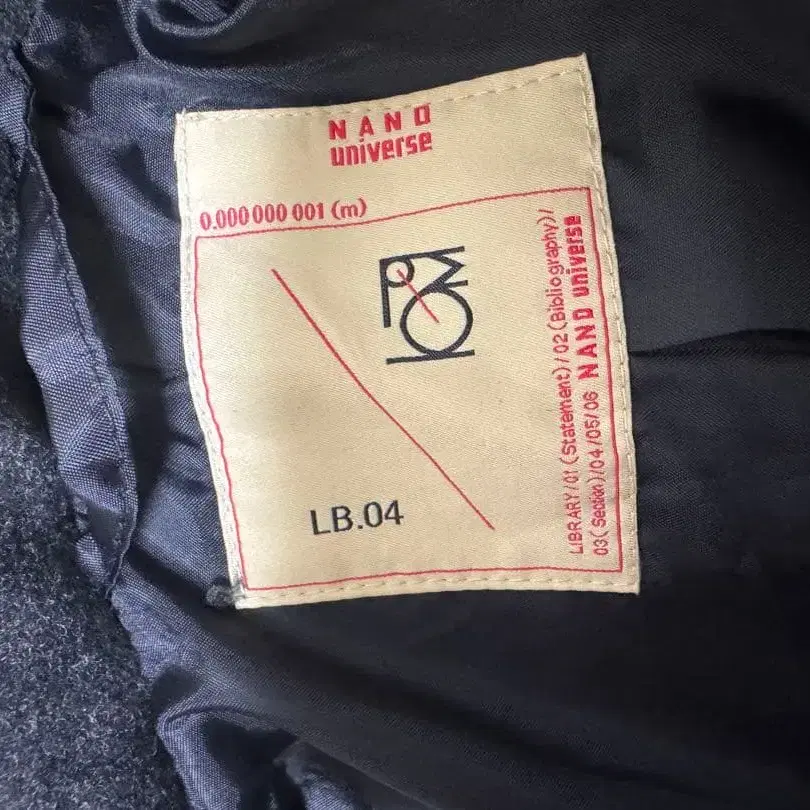 NANO
universe
0.000 000 001 (m)
LB.04
LIBRARY/01 (Statement)/02(Bibliography)/
03(Section)/04/05/06 NANO universe